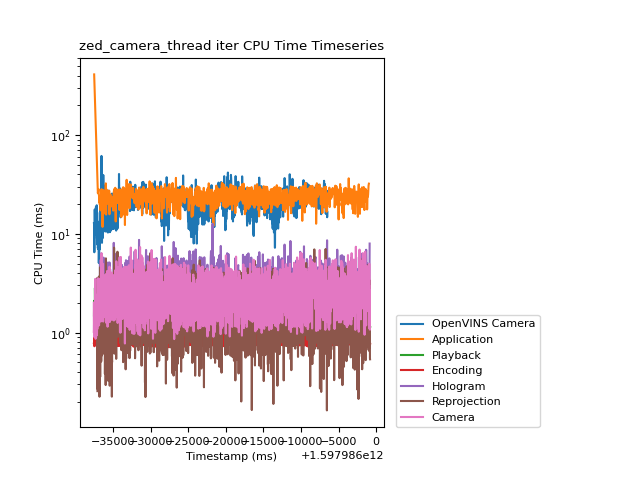 zed_camera_thread iter CPU Time Timeseries
CPU Time (ms)
10²
10¹
10⁰
−35000 −30000 −25000 −20000 −15000 −10000 −5000 0
Timestamp (ms)
+1.597986e12
OpenVINS Camera
Application
Playback
Encoding
Hologram
Reprojection
Camera